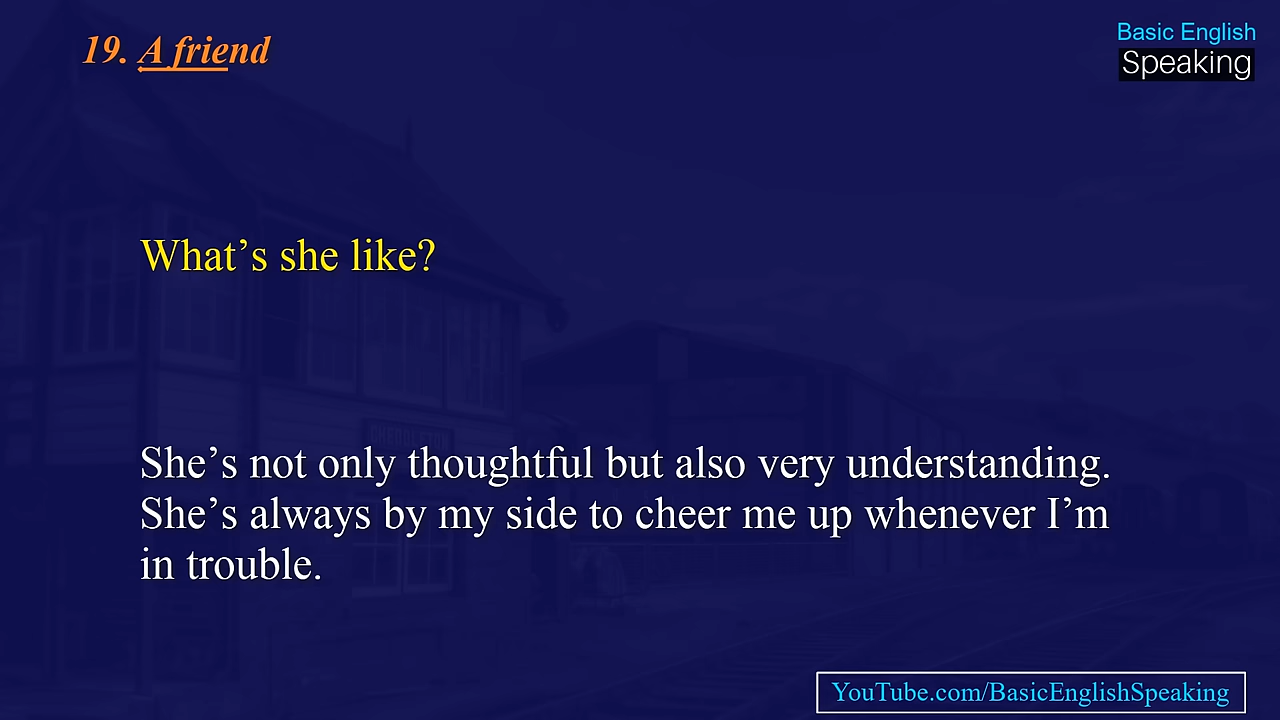 19. A friend
Basic English
Speaking
What’s she like?
She’s not only thoughtful but also very understanding.
She’s always by my side to cheer me up whenever I’m
in trouble.
YouTube.com/BasicEnglishSpeaking